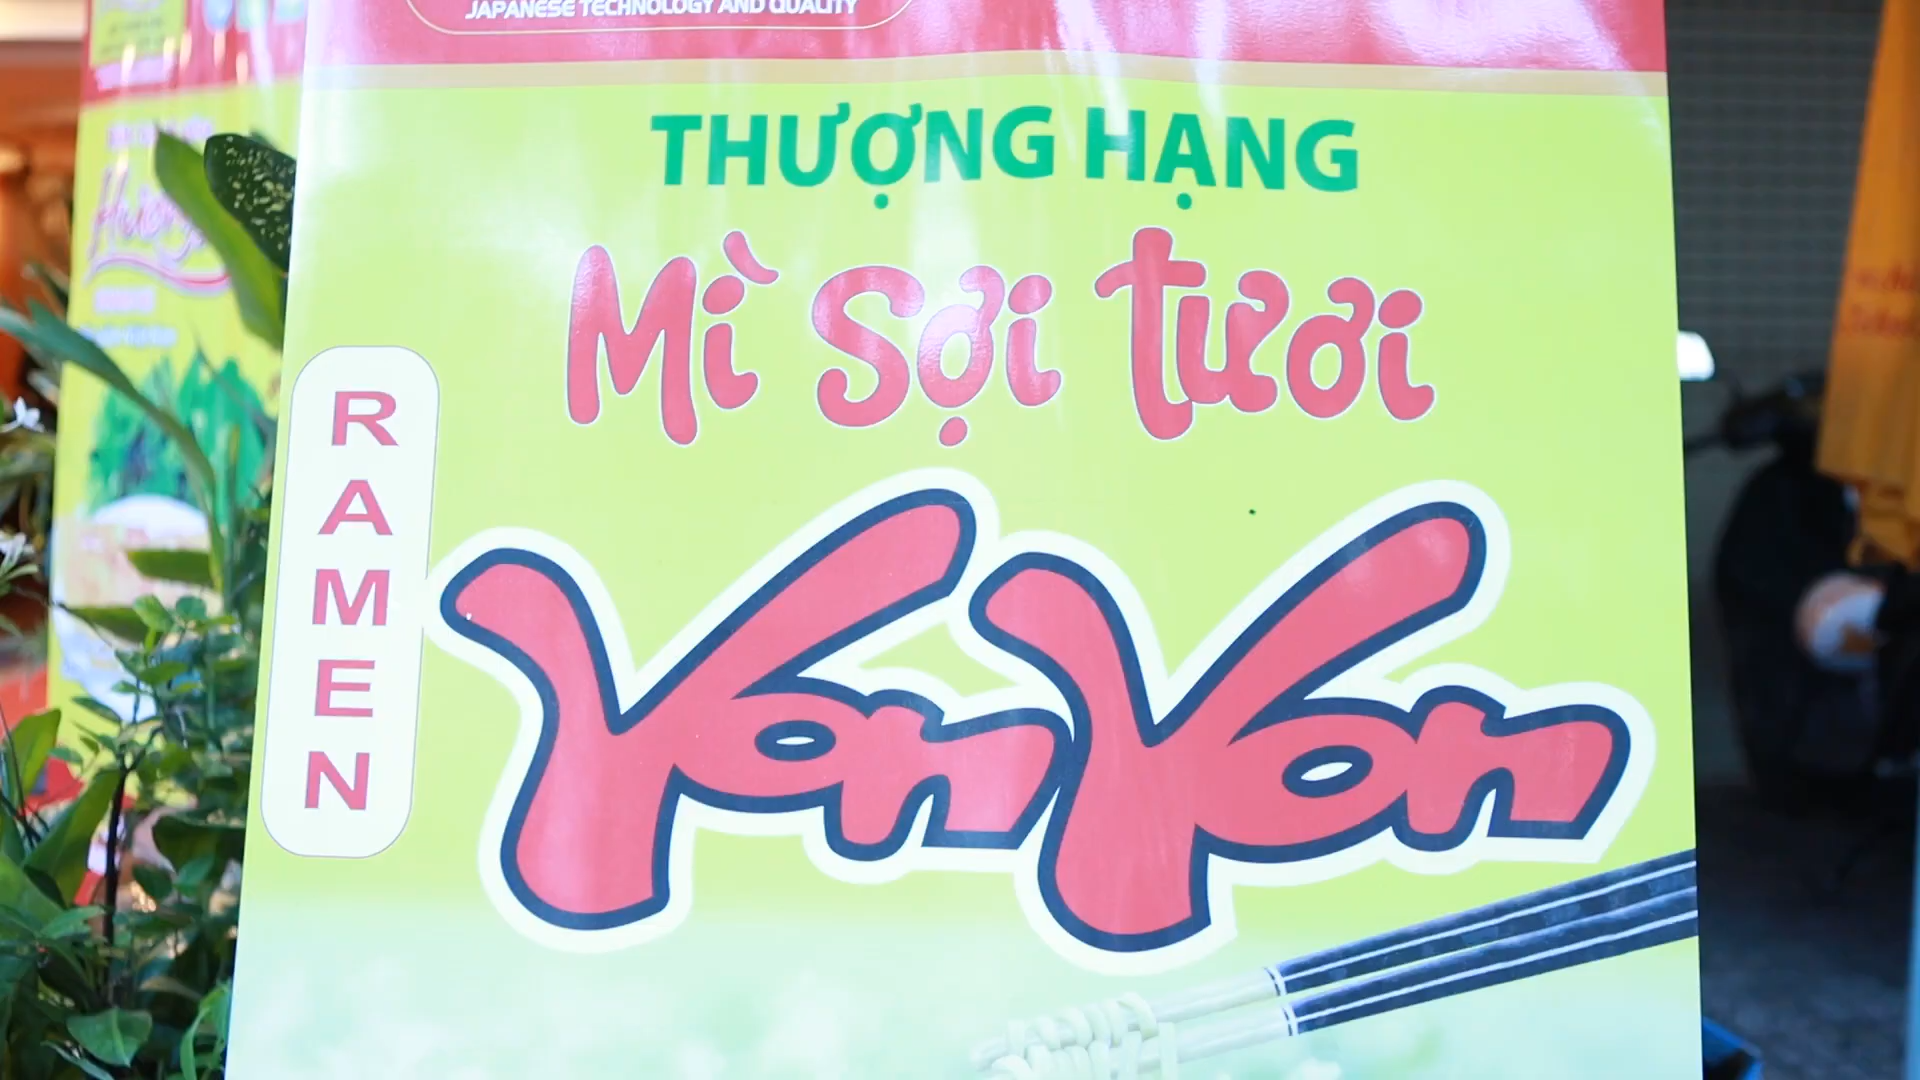 JAPANESE TECHNOLOGY AND QUALITY
THƯỢNG HẠNG
Mì sợi tươi
RAMEN
YonYon